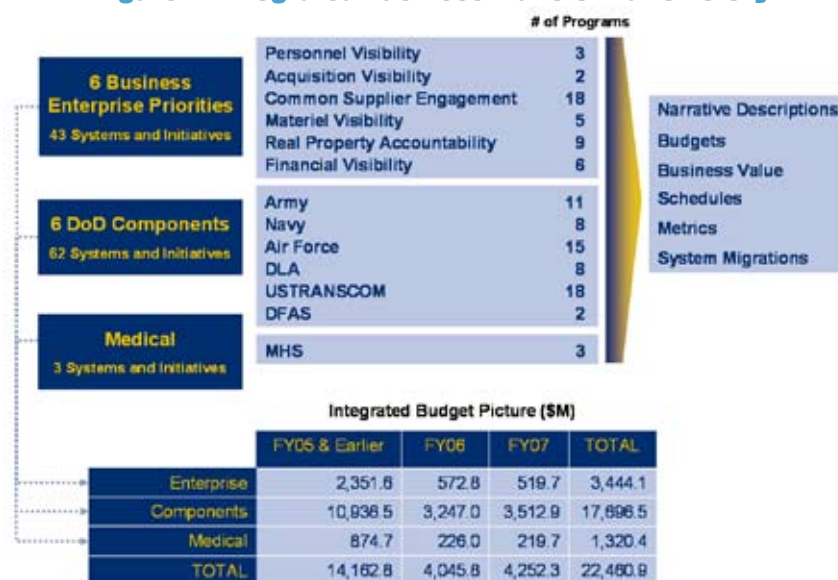 # of Programs
6 Business
Enterprise Priorities
43 Systems and Initiatives
Personnel Visibility 3
Acquisition Visibility 2
Common Supplier Engagement 18
Materiel Visibility 5
Real Property Accountability 9
Financial Visibility 6
6 DoD Components
62 Systems and Initiatives
Army 11
Navy 8
Air Force 15
DLA 8
USTRANSCOM 18
DFAS 2
Medical
3 Systems and Initiatives
MHS 3
Narrative Descriptions
Budgets
Business Value
Schedules
Metrics
System Migrations
Integrated Budget Picture ($M)
FY05 & Earlier FY06 FY07 TOTAL
Enterprise 2,351.6 572.8 519.7 3,444.1
Components 10,936.5 3,247.0 3,512.9 17,696.5
Medical 874.7 226.0 219.7 1,320.4
TOTAL 14,162.8 4,045.8 4,252.3 22,460.9